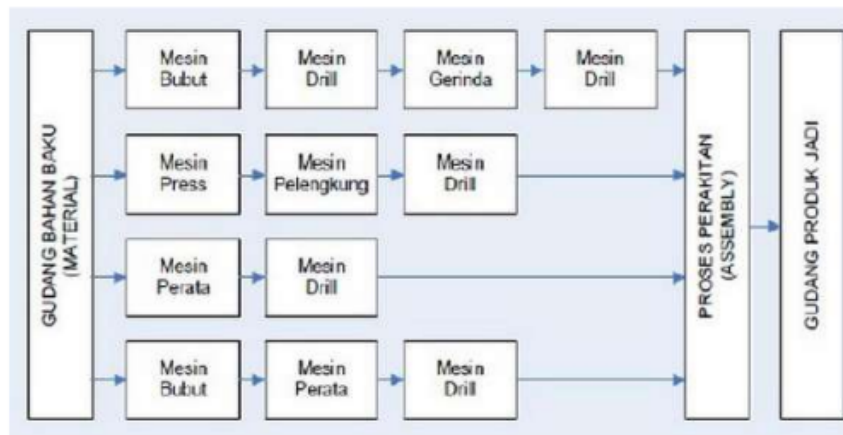 GUDANG BAHAN BAKU
(MATERIAL)
Mesin
Bubut
Mesin
Drill
Mesin
Gerinda
Mesin
Drill
Mesin
Press
Mesin
Pelengkung
Mesin
Drill
Mesin
Perata
Mesin
Drill
Mesin
Bubut
Mesin
Perata
Mesin
Drill
PROSES PERAKITAN
(ASSEMBLY)
GUDANG PRODUK JADI